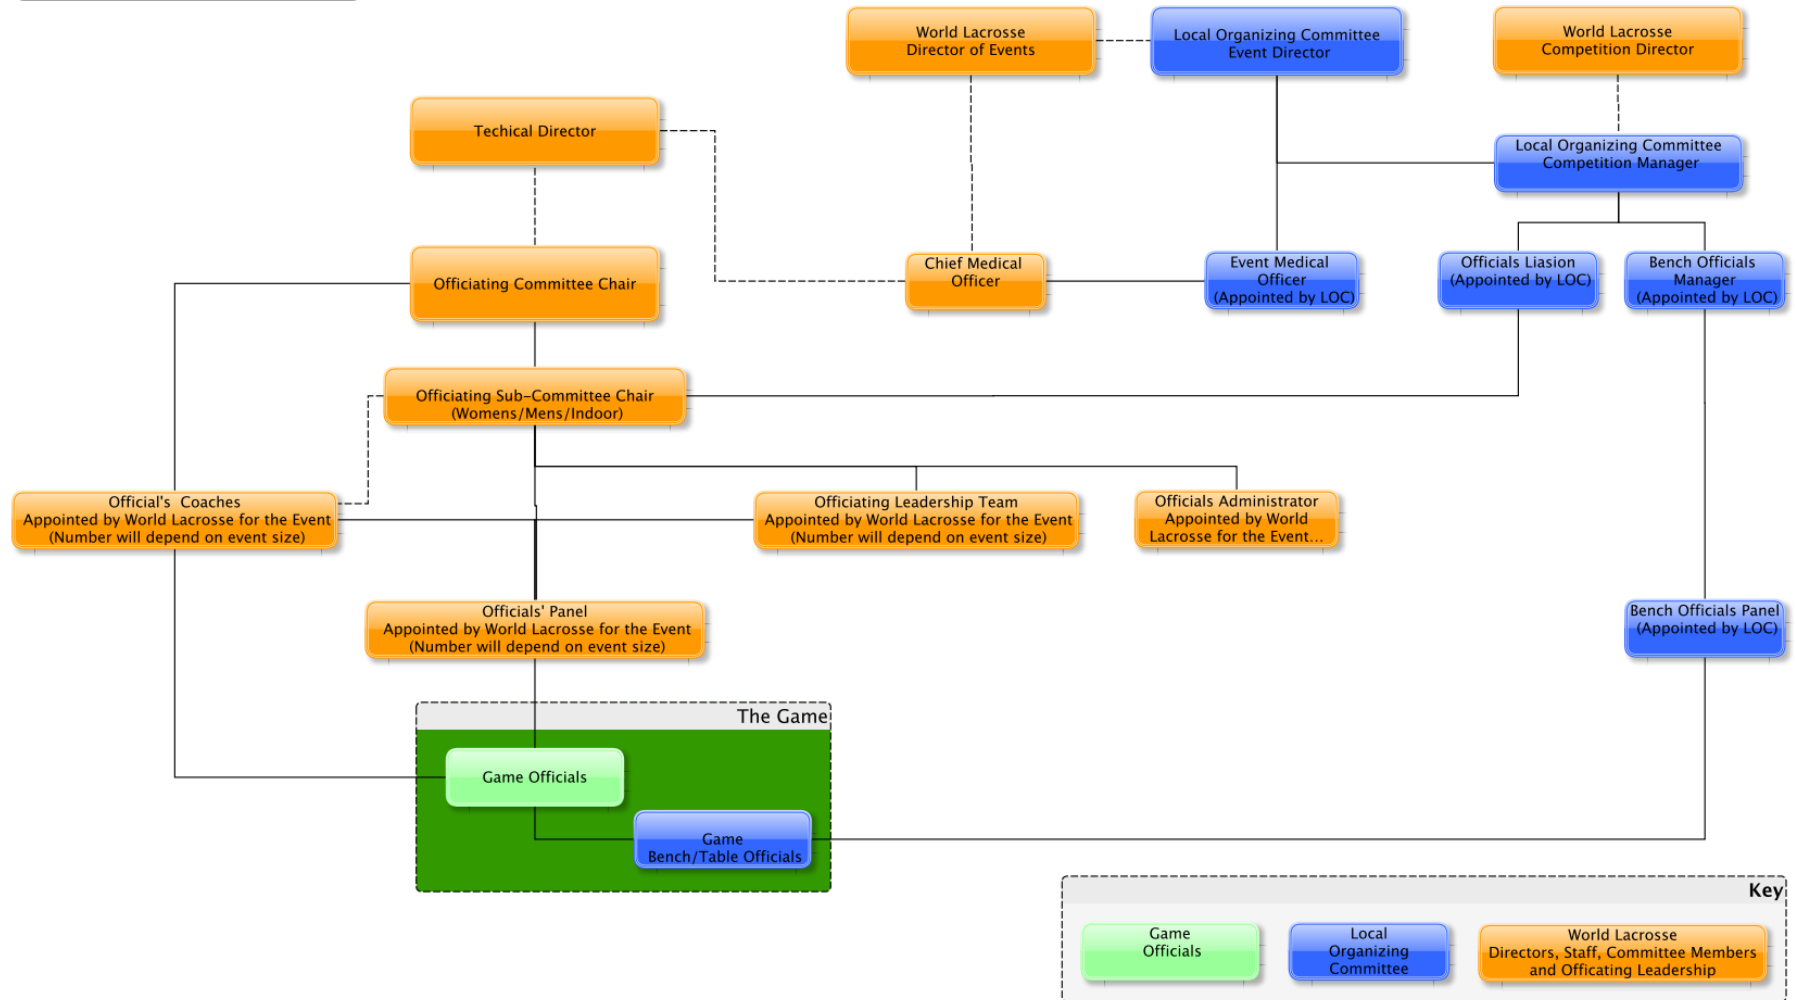 World Lacrosse
Director of Events
Local Organizing Committee
Event Director
World Lacrosse
Competition Director
Techical Director
Local Organizing Committee
Competition Manager
Officiating Committee Chair
Chief Medical
Officer
Event Medical
Officer
(Appointed by LOC)
Officials Liasion
(Appointed by LOC)
Bench Officials
Manager
(Appointed by LOC)
Officiating Sub-Committee Chair
(Womens/Mens/Indoor)
Official's Coaches
Appointed by World Lacrosse for the Event
(Number will depend on event size)
Officiating Leadership Team
Appointed by World Lacrosse for the Event
(Number will depend on event size)
Officials Administrator
Appointed by World
Lacrosse for the Event...
Officials' Panel
Appointed by World Lacrosse for the Event
(Number will depend on event size)
Bench Officials Panel
(Appointed by LOC)
The Game
Game Officials
Game
Bench/Table Officials
Key
Game
Officials
Local
Organizing
Committee
World Lacrosse
Directors, Staff, Committee Members
and Officating Leadership